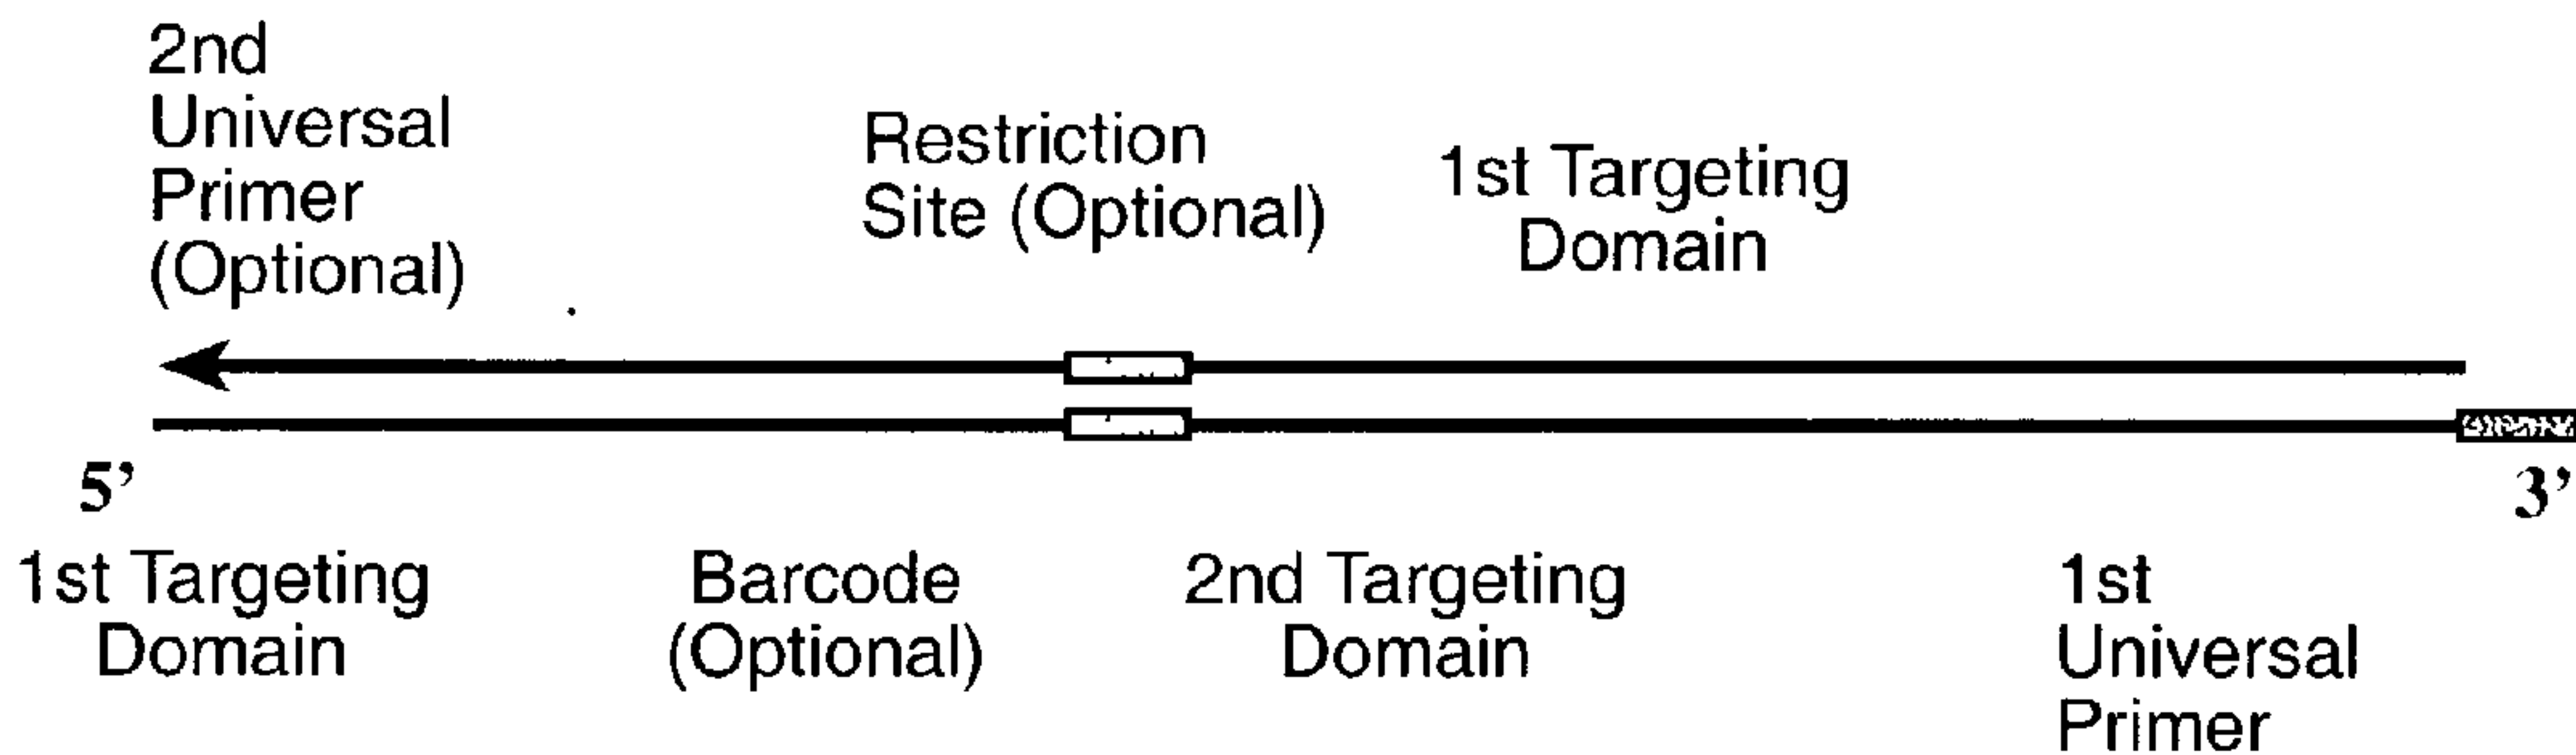 2nd
Universal
Primer
(Optional)
Restriction
Site (Optional)
1st Targeting
Domain
5’
3’
1st Targeting
Domain
Barcode
(Optional)
2nd Targeting
Domain
1st
Universal
Primer